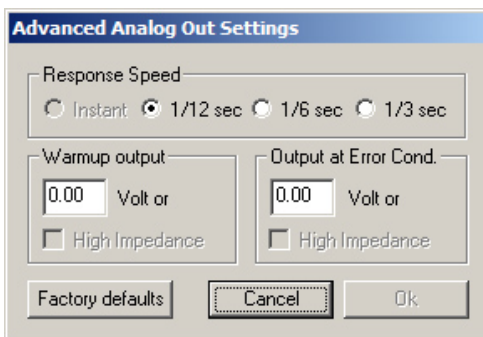 Advanced Analog Out Settings
Response Speed
Instant 1/12 sec 1/6 sec 1/3 sec
Warmup output
0.00 Volt or
High Impedance
Output at Error Cond.
0.00 Volt or
High Impedance
Factory defaults Cancel Ok